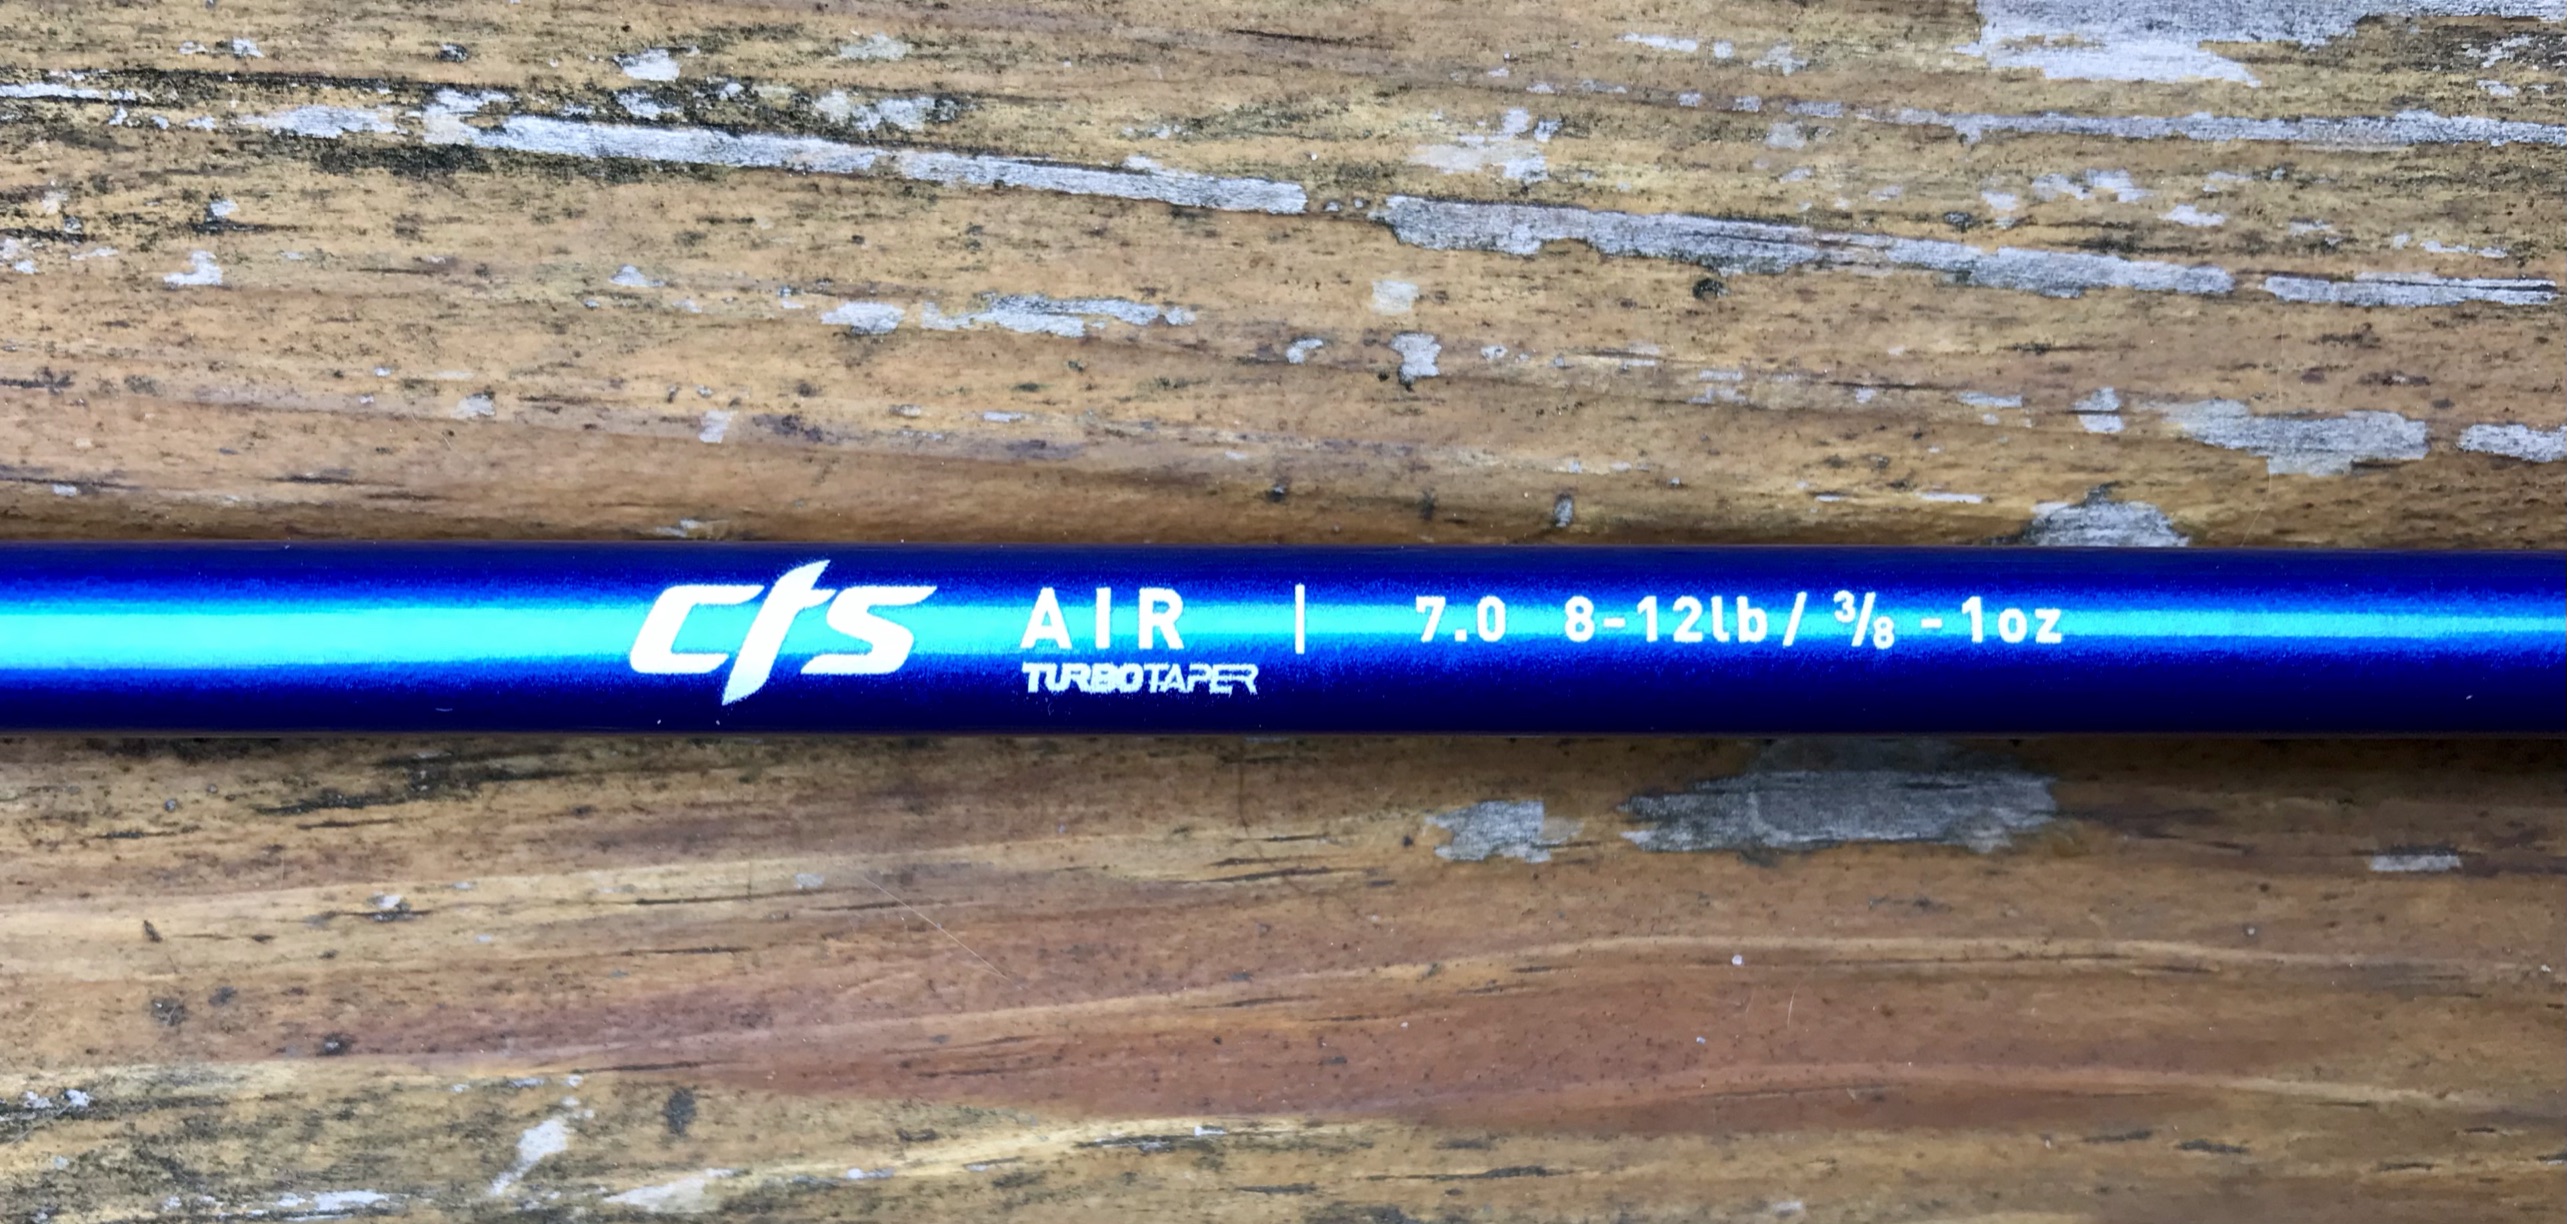 cts AIR | 7.0 8-12lb / 3/8 - 1oz
TURBOTAPER